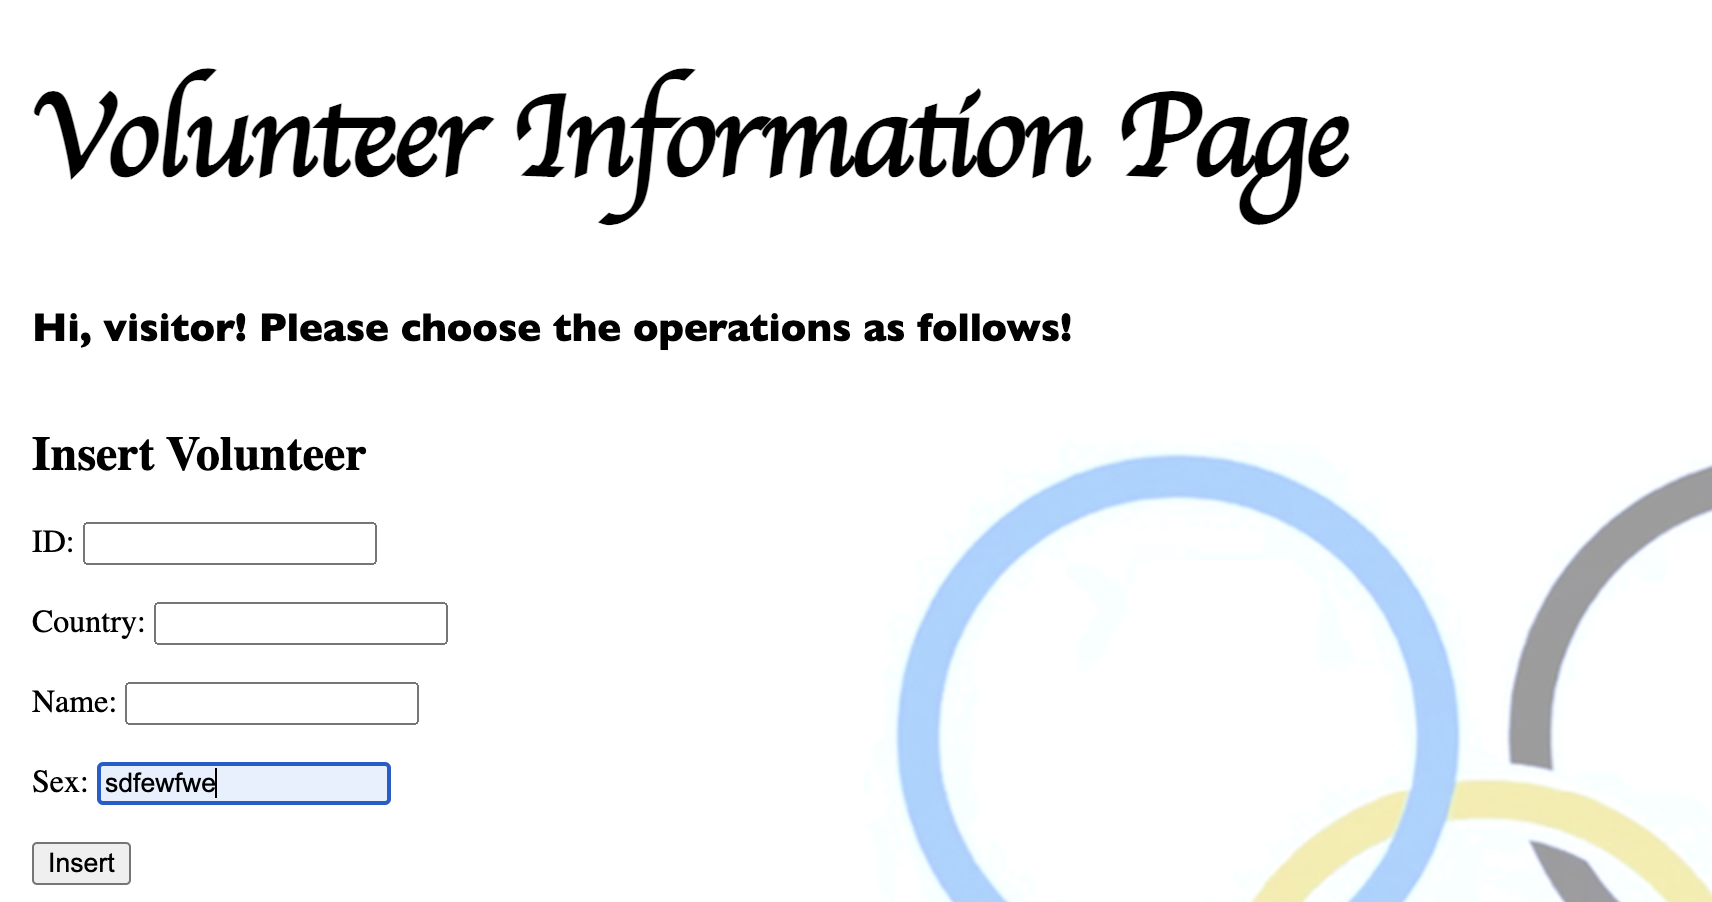 Volunteer Information Page
Hi, visitor! Please choose the operations as follows!
Insert Volunteer
ID:
Country:
Name:
Sex: sdfewfwe
Insert